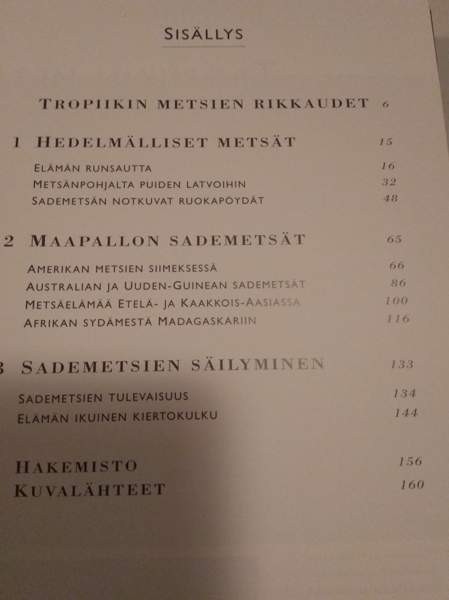 SISÄLLYS
TROPIIKIN METSIEN RIKKAUDET 6
1 HEDELMÄLLISET METSÄT 15
ELÄMÄN RUNSAUTTA 16
METSÄNPOHJALTA PUIDEN LATVOIHIN 32
SADEMETSÄN NOTKUVAT RUOKAPÖYDÄT 48
2 MAAPALLON SADEMETSÄT 65
AMERIKAN METSIEN SIIMEKSESSÄ 66
AUSTRALIAN JA UUDEN-GUINEAN SADEMETSÄT 86
METSÄELÄMÄÄ ETELÄ- JA KAAKKOIS-AASIASSA 100
AFRIKAN SYDÄMESTÄ MADAGASKARIIN 116
3 SADEMETSIEN SÄILYMINEN 133
SADEMETSIEN TULEVAISUUS 134
ELÄMÄN IKUINEN KIERTOKULKU 144
HAKEMISTO 156
KUVALÄHTEET 160